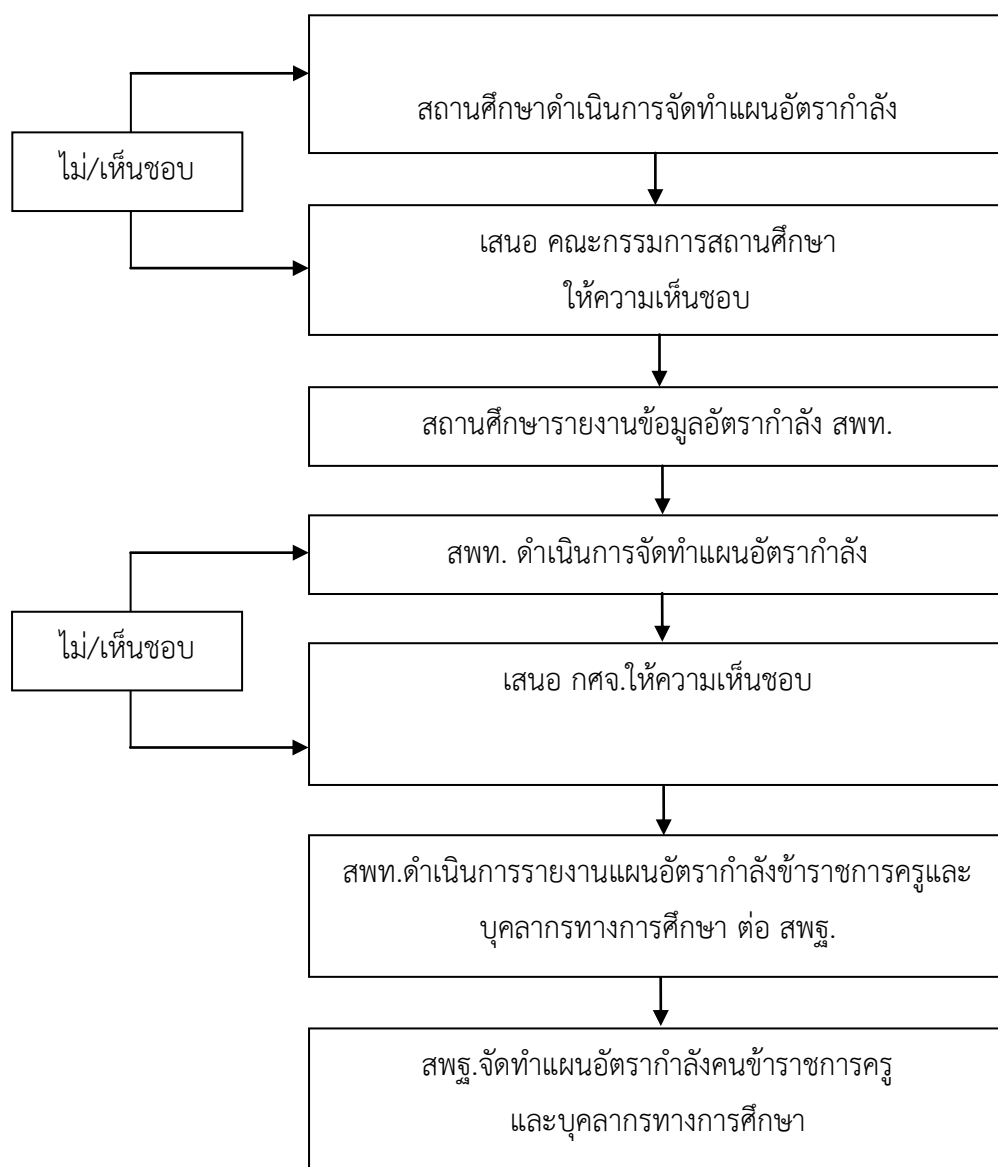 สถานศึกษาดำเนินการจัดทำแผนอัตรากำลัง
ไม่/เห็นชอบ
เสนอ คณะกรรมการสถานศึกษา
ให้ความเห็นชอบ
สถานศึกษารายงานข้อมูลอัตรากำลัง สพท.
สพท. ดำเนินการจัดทำแผนอัตรากำลัง
ไม่/เห็นชอบ
เสนอ กศจ.ให้ความเห็นชอบ
สพท.ดำเนินการรายงานแผนอัตรากำลังข้าราชการครูและ
บุคลากรทางการศึกษา ต่อ สพฐ.
สพฐ.จัดทำแผนอัตรากำลังคนข้าราชการครู
และบุคลากรทางการศึกษา